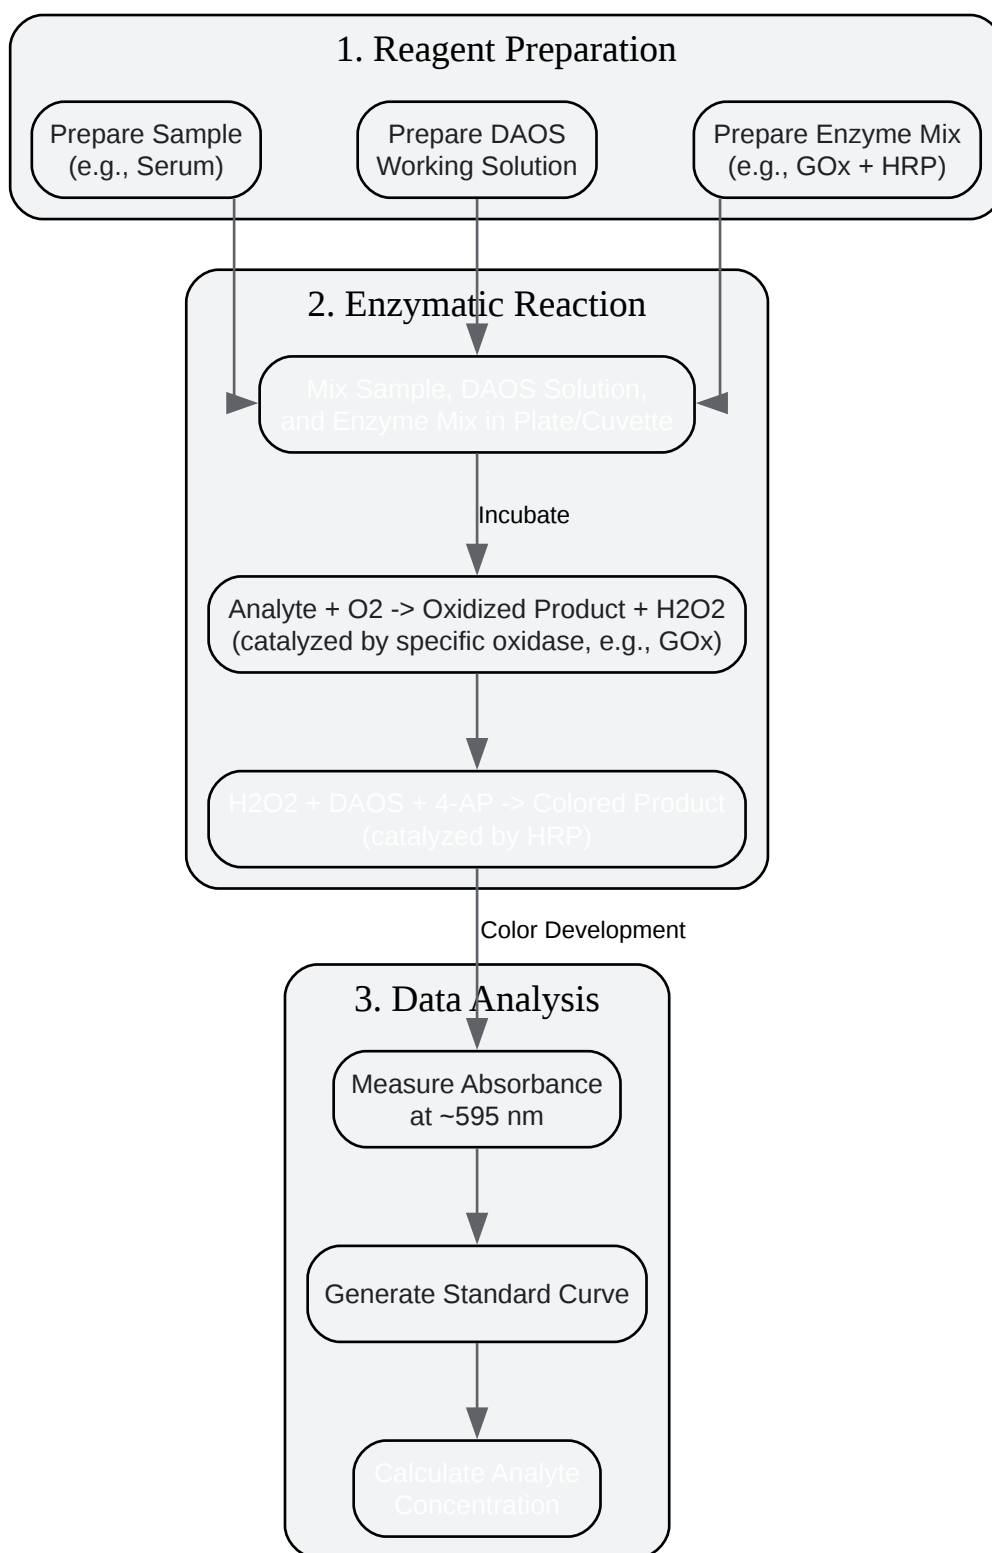 1. Reagent Preparation
Prepare Sample
(e.g., Serum)
Prepare DAOS
Working Solution
Prepare Enzyme Mix
(e.g., GOx + HRP)
2. Enzymatic Reaction
Mix Sample, DAOS Solution,
and Enzyme Mix in Plate/Cuvette
Incubate
Analyte + O2 -> Oxidized Product + H2O2
(catalyzed by specific oxidase, e.g., GOx)
H2O2 + DAOS + 4-AP -> Colored Product
(catalyzed by HRP)
Color Development
3. Data Analysis
Measure Absorbance
at ~595 nm
Generate Standard Curve
Calculate Analyte
Concentration